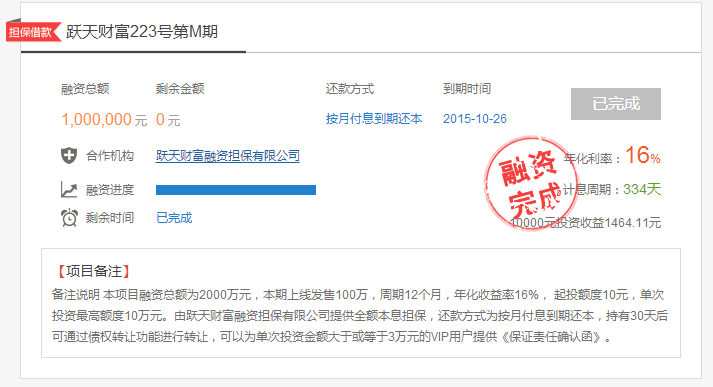 担保借款
跃天财富223号第M期
融资总额 剩余金额 还款方式 到期时间
1,000,000 元 0 元 按月付息到期还本 2015-10-26 已完成
合作机构 跃天财富融资担保有限公司 年化利率：16%
融资进度 计息周期：334天
剩余时间 已完成 10000元投资收益1464.11元
融资
完成
【项目备注】
备注说明 本项目融资总额为2000万元，本期上线发售100万，周期12个月，年化收益率16%， 起投额度10元，单次
投资最高额度10万元。由跃天财富融资担保有限公司提供全额本息担保，还款方式为按月付息到期还本，持有30天后
可通过债权转让功能进行转让，可以为单次投资金额大于或等于3万元的VIP用户提供《保证责任确认函》。